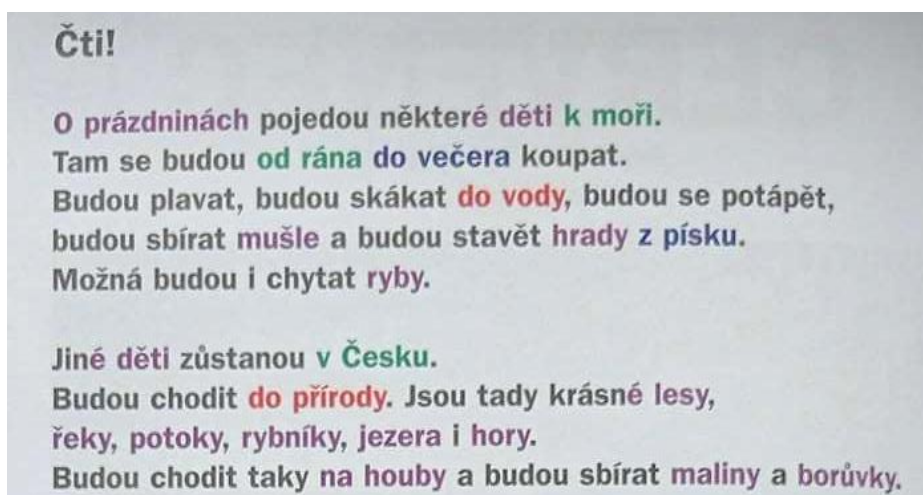 Čti!
O prázdninách pojedou některé děti k moři.
Tam se budou od rána do večera koupat.
Budou plavat, budou skákat do vody, budou se potápět,
budou sbírat mušle a budou stavět hrady z písku.
Možná budou i chytat ryby.
Jiné děti zůstanou v Česku.
Budou chodit do přírody. Jsou tady krásné lesy,
řeky, potoky, rybníky, jezera i hory.
Budou chodit taky na houby a budou sbírat maliny a borůvky.